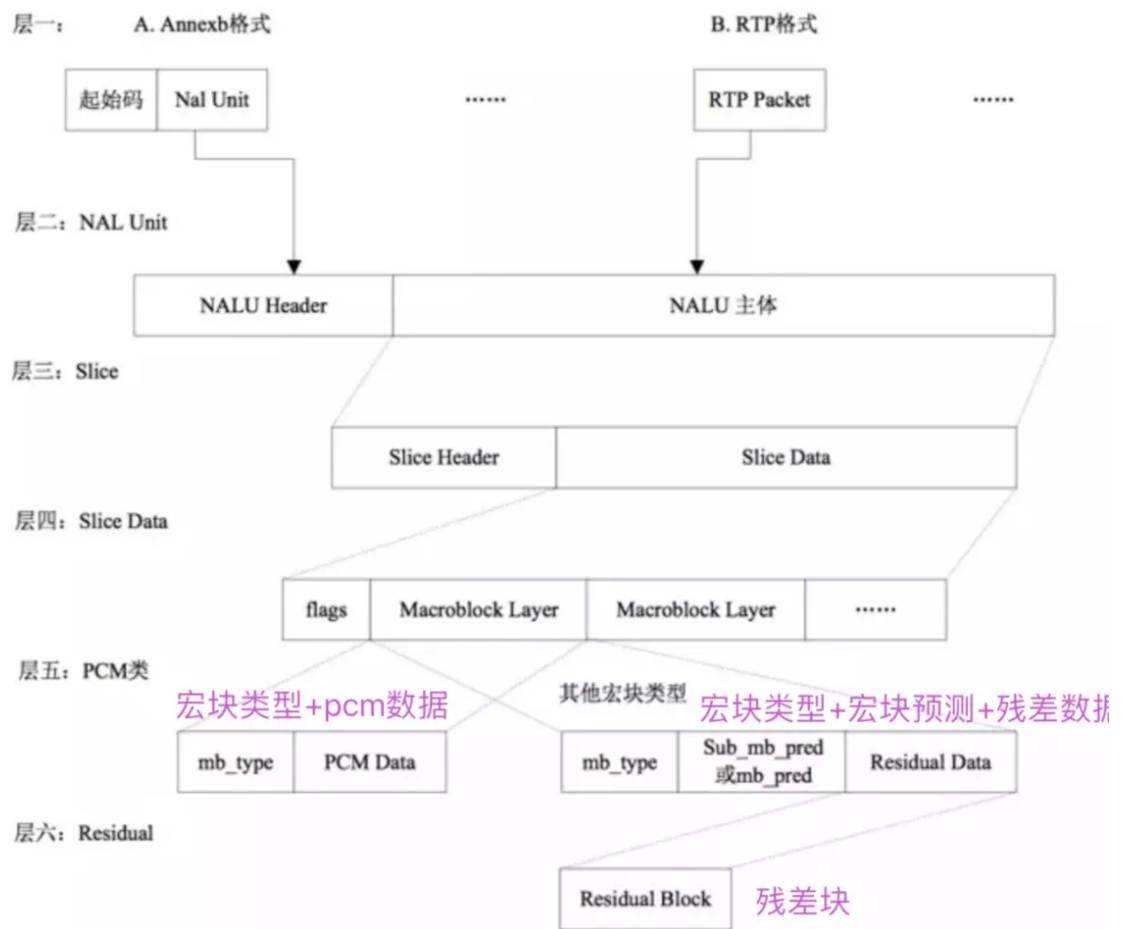 层一： A. Annexb格式 B. RTP格式
起始码 Nal Unit …… RTP Packet ……
层二：NAL Unit
NALU Header NALU 主体
层三：Slice
Slice Header Slice Data
层四：Slice Data
flags Macroblock Layer Macroblock Layer ……
层五：PCM类
宏块类型+pcm数据 其他宏块类型 宏块类型+宏块预测+残差数据
mb_type PCM Data mb_type Sub_mb_pred
或mb_pred Residual Data
层六：Residual
Residual Block 残差块